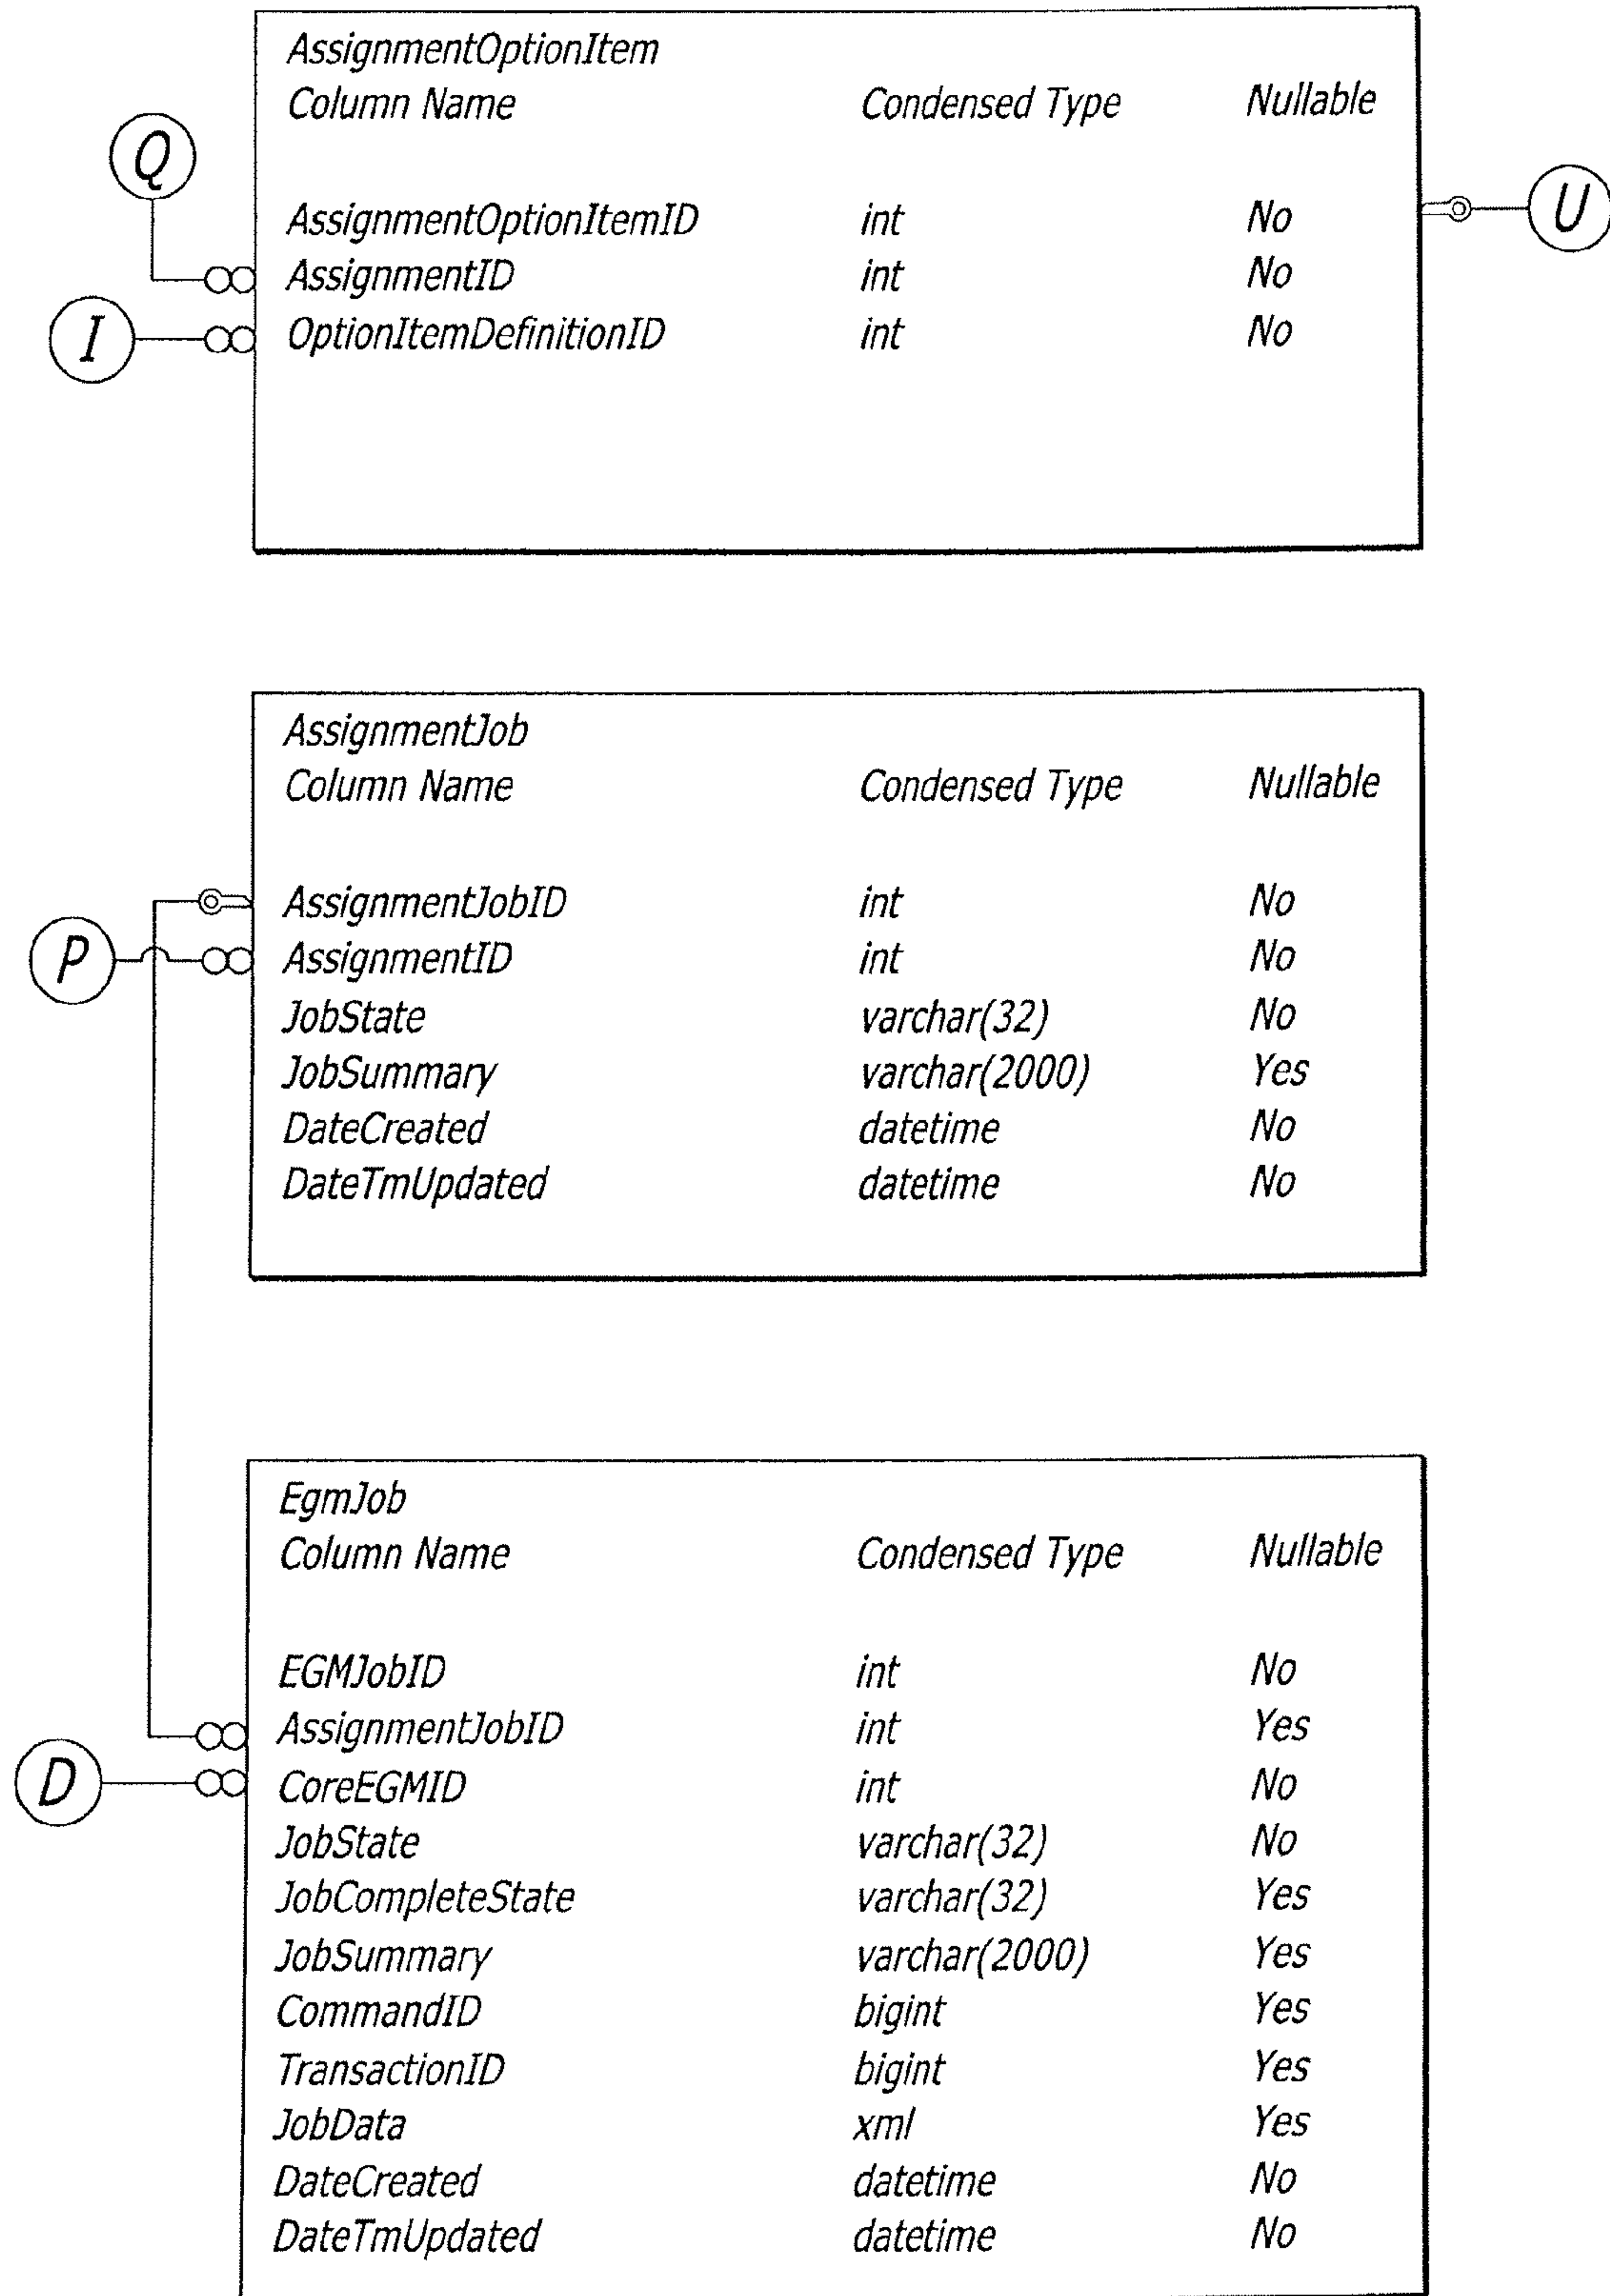 AssignmentOptionItem
Column Name Condensed Type Nullable
Q
AssignmentOptionItemID int No
U
AssignmentID int No
I
OptionItemDefinitionID int No
AssignmentJob
Column Name Condensed Type Nullable
AssignmentJobID int No
P
AssignmentID int No
JobState varchar(32) No
JobSummary varchar(2000) Yes
DateCreated datetime No
DateTmUpdated datetime No
EgmJob
Column Name Condensed Type Nullable
EGMJobID int No
AssignmentJobID int Yes
D
CoreEGMID int No
JobState varchar(32) No
JobCompleteState varchar(32) Yes
JobSummary varchar(2000) Yes
CommandID bigint Yes
TransactionID bigint Yes
JobData xml Yes
DateCreated datetime No
DateTmUpdated datetime No